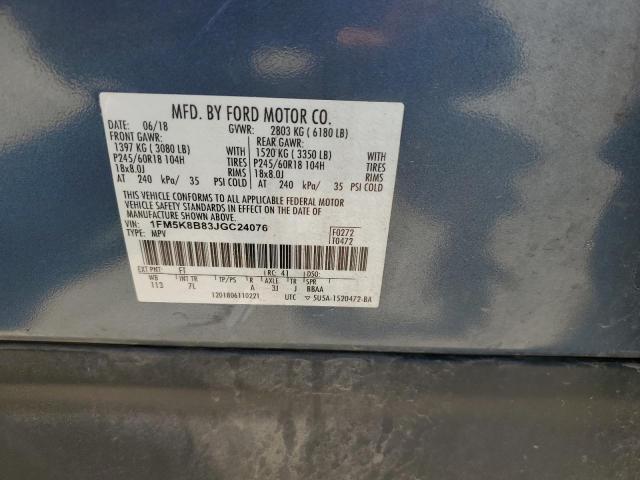 MFD. BY FORD MOTOR CO.
DATE: 06/18 GVWR: 2803 KG ( 6180 LB)
FRONT GAWR: REAR GAWR:
1397 KG ( 3080 LB) WITH 1520 KG ( 3350 LB) WITH
P245/60R18 104H TIRES P245/60R18 104H TIRES
18x8.0J RIMS 18x8.0J RIMS
AT 240 kPa/ 35 PSI COLD AT 240 kPa/ 35 PSI COLD
THIS VEHICLE CONFORMS TO ALL APPLICABLE FEDERAL MOTOR
VEHICLE SAFETY STANDARDS IN EFFECT ON THE DATE OF
MANUFACTURE SHOWN ABOVE.
VIN: 1FM5K8B83JGC24076 F0272
TYPE: MPV T0472
EXT PNT: FT RC: 41 DSO:
WB INT TR TP/PS R AXLE TR SPR
113 7L A 3J J BBAA
1201806110221 UTC ▽ 5U5A-1520472-BA